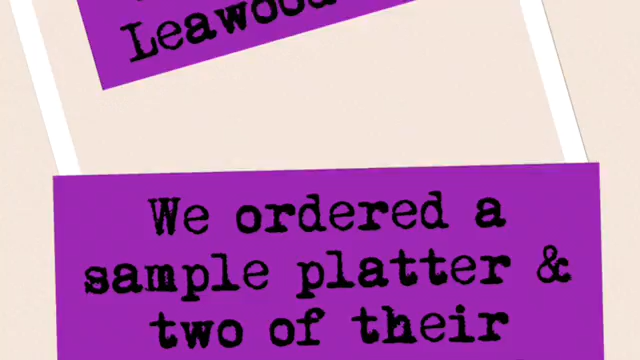 Leawood
We ordered a
sample platter &
two of their